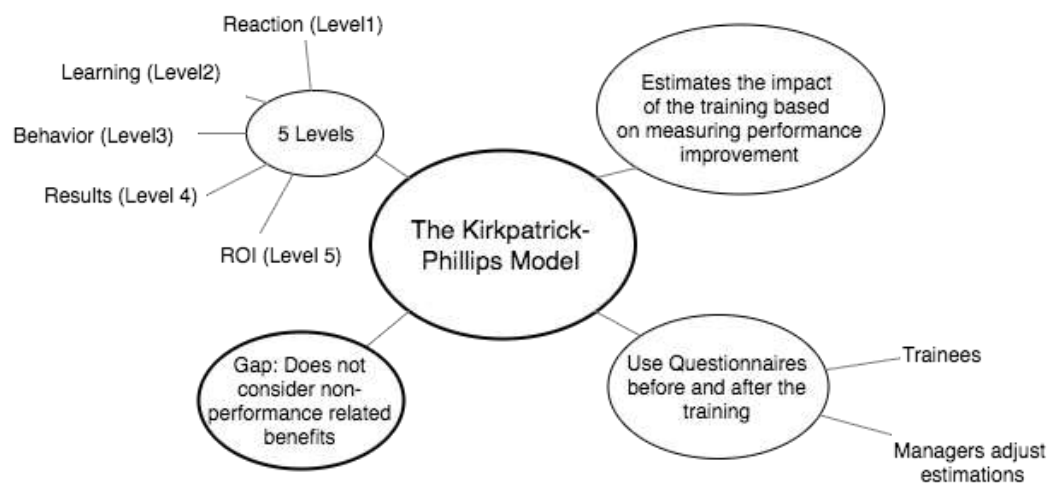 Reaction (Level1)
Learning (Level2)
Behavior (Level3)
Results (Level 4)
ROI (Level 5)
5 Levels
Estimates the impact
of the training based
on measuring performance
improvement
The Kirkpatrick-
Phillips Model
Gap: Does not
consider non-
performance related
benefits
Use Questionnaires
before and after the
training
Trainees
Managers adjust
estimations